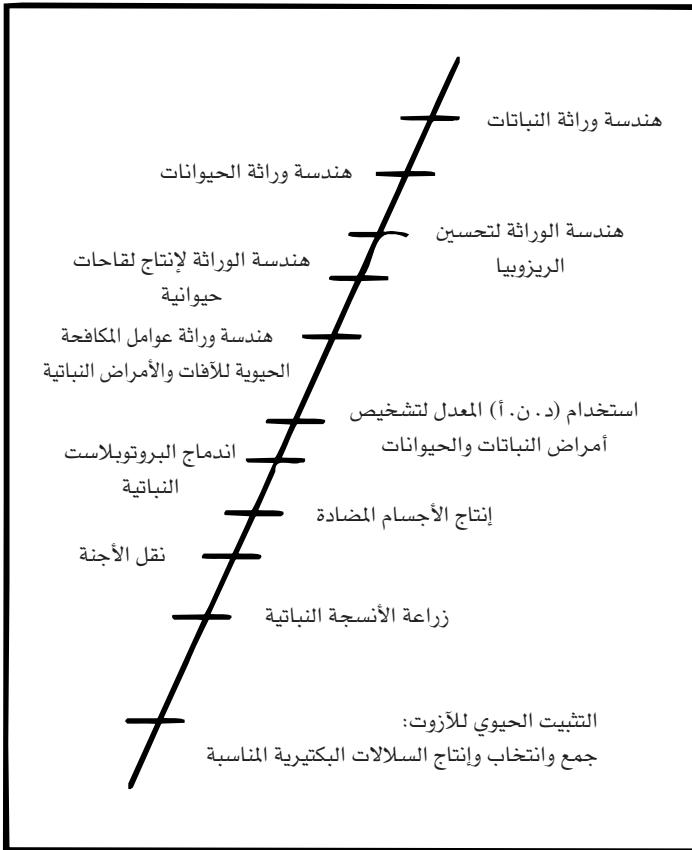 هندسة وراثة النباتات
هندسة وراثة الحيوانات
هندسة الوراثة لتحسين
الريزوبيا
هندسة الوراثة لإنتاج لقاحات
حيوانية
هندسة وراثة عوامل المكافحة
الحيوية للآفات والأمراض النباتية
استخدام (د.ن.أ) المعدل لتشخيص
أمراض النباتات والحيوانات
اندماج البروتوبلاست
النباتية
إنتاج الأجسام المضادة
نقل الأجنة
زراعة الأنسجة النباتية
التثبيت الحيوي للآزوت:
جمع وانتخاب وإنتاج السلالات البكتيرية المناسبة